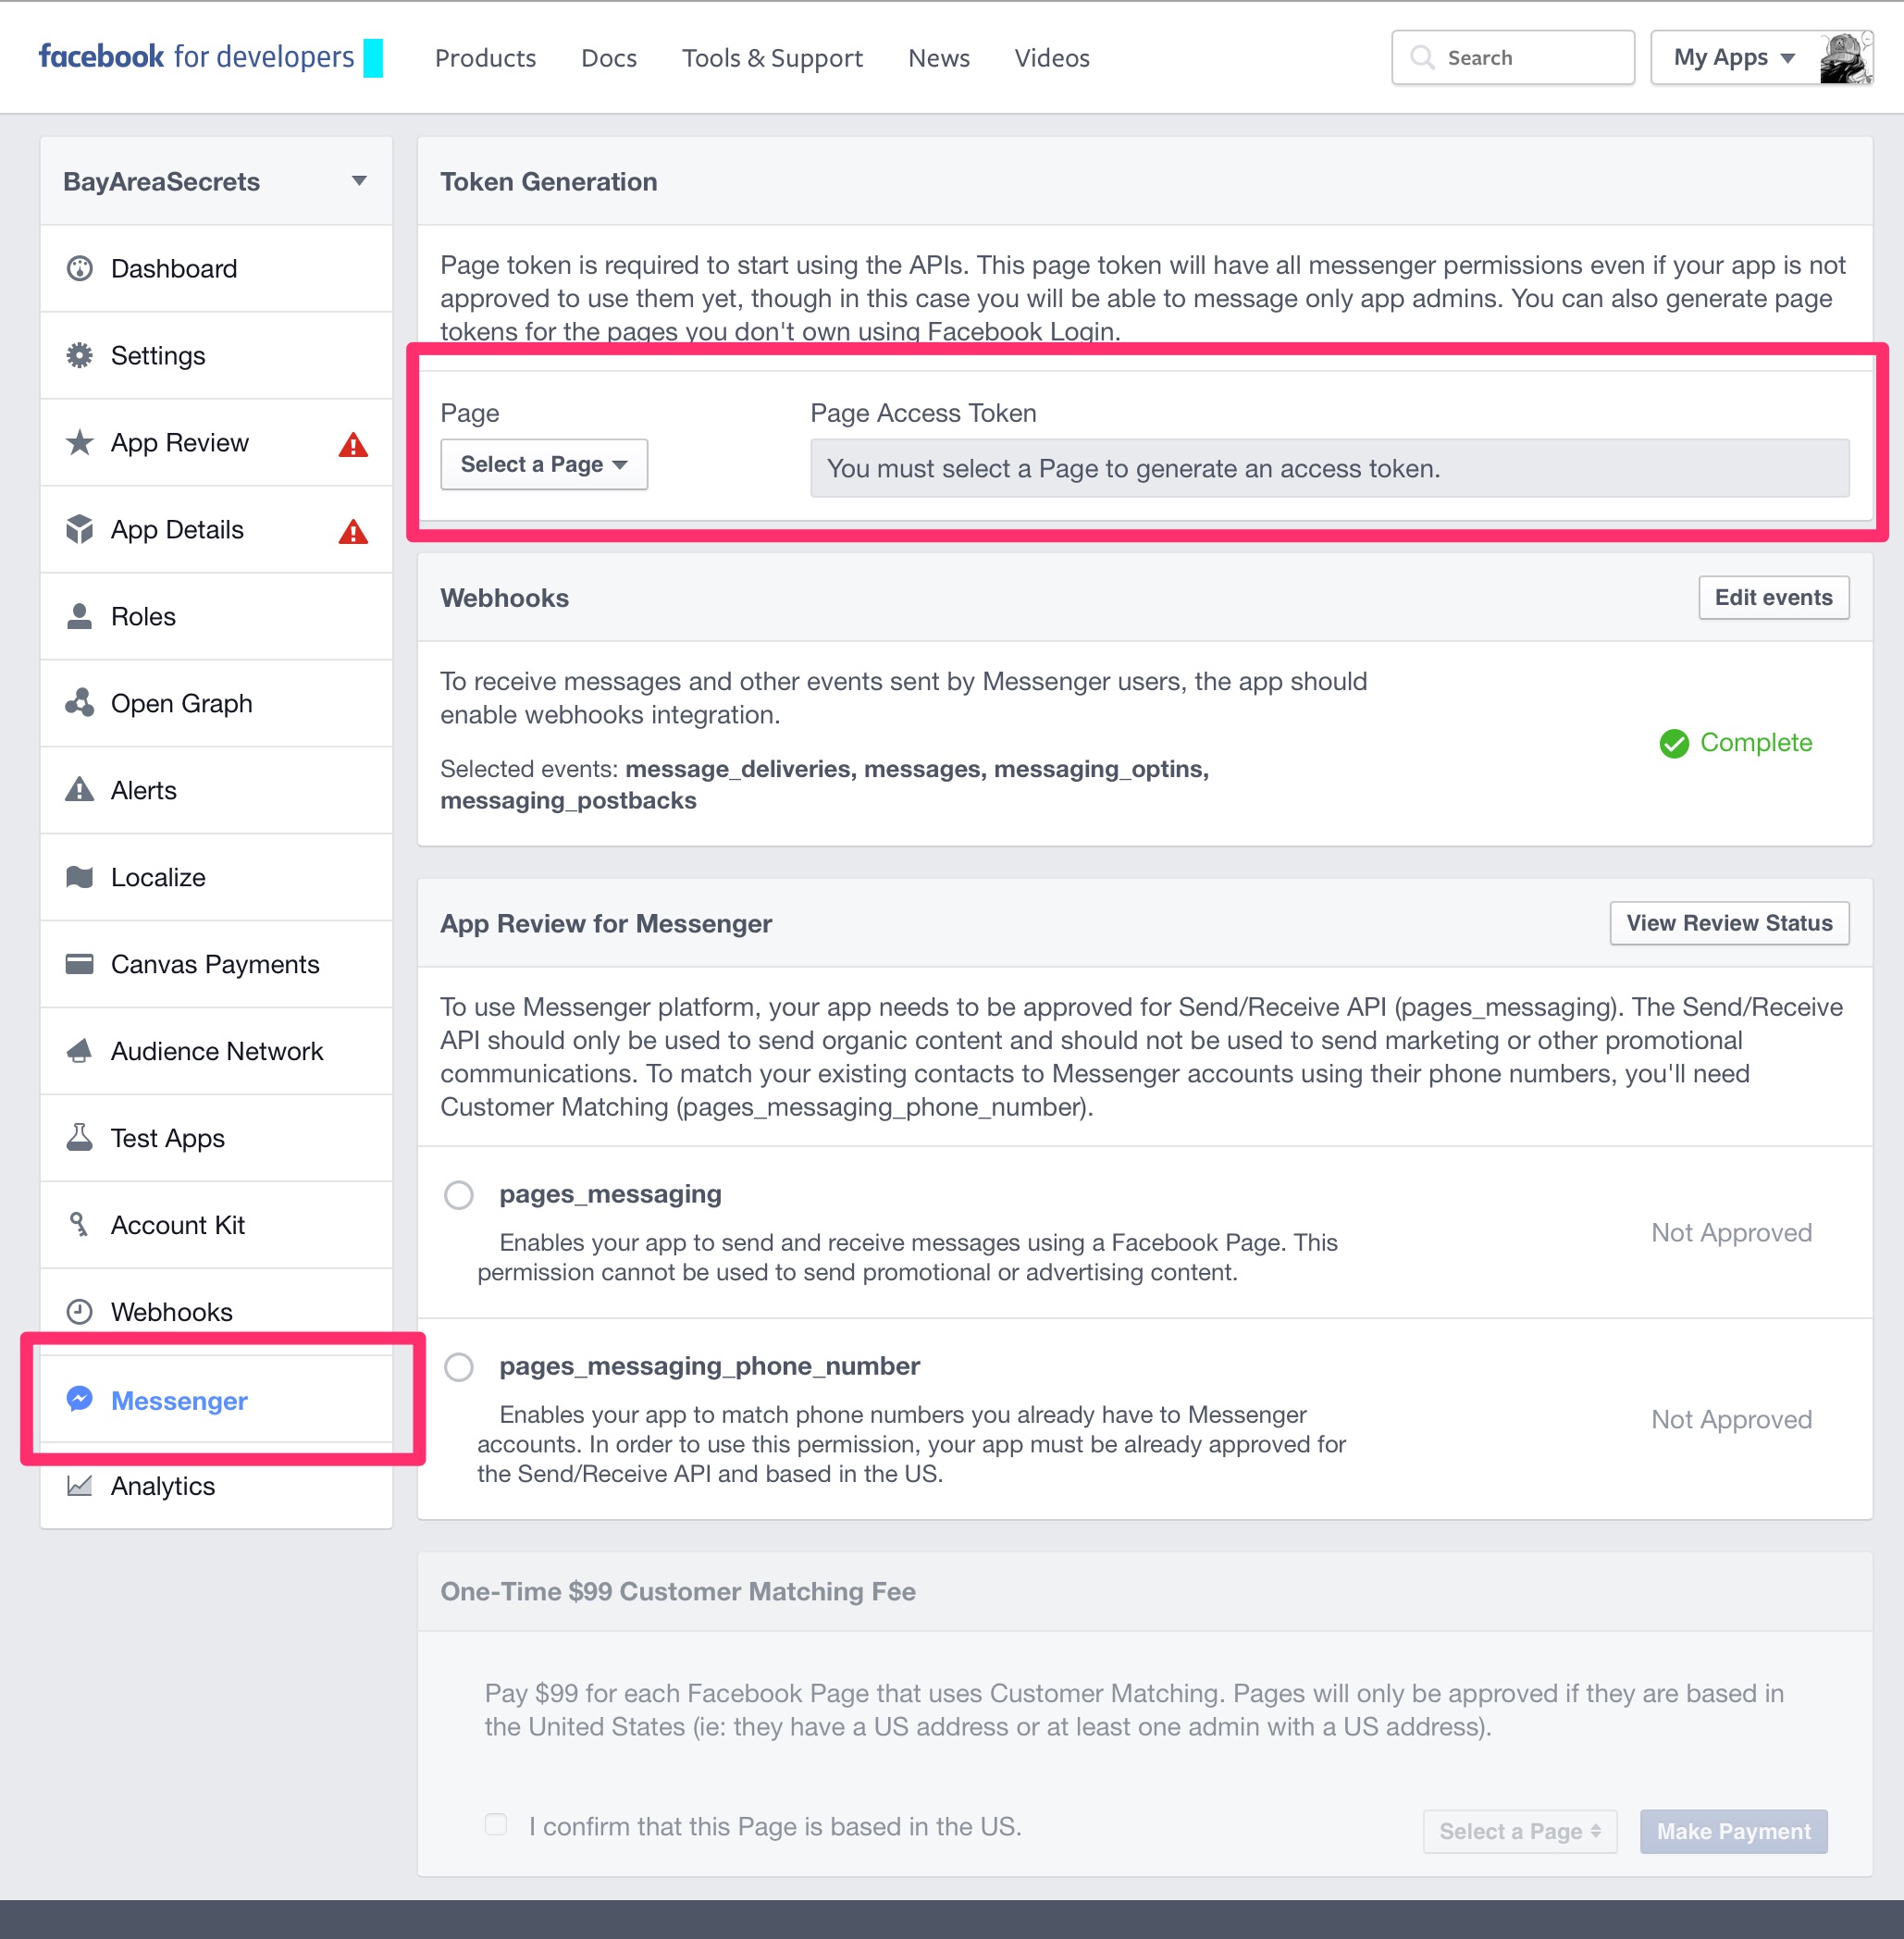 facebook for developers
Products
Docs
Tools & Support
News
Videos
Search
My Apps
BayAreaSecrets
Dashboard
Settings
App Review
App Details
Roles
Open Graph
Alerts
Localize
Canvas Payments
Audience Network
Test Apps
Account Kit
Webhooks
Messenger
Analytics
Token Generation
Page token is required to start using the APIs. This page token will have all messenger permissions even if your app is not
approved to use them yet, though in this case you will be able to message only app admins. You can also generate page
tokens for the pages you don't own using Facebook Login.
Page
Page Access Token
Select a Page
You must select a Page to generate an access token.
Webhooks
Edit events
To receive messages and other events sent by Messenger users, the app should
enable webhooks integration.
Complete
Selected events: message_deliveries, messages, messaging_optins,
messaging_postbacks
App Review for Messenger
View Review Status
To use Messenger platform, your app needs to be approved for Send/Receive API (pages_messaging). The Send/Receive
API should only be used to send organic content and should not be used to send marketing or other promotional
communications. To match your existing contacts to Messenger accounts using their phone numbers, you'll need
Customer Matching (pages_messaging_phone_number).
pages_messaging
Enables your app to send and receive messages using a Facebook Page. This
permission cannot be used to send promotional or advertising content.
Not Approved
pages_messaging_phone_number
Enables your app to match phone numbers you already have to Messenger
accounts. In order to use this permission, your app must be already approved for
the Send/Receive API and based in the US.
Not Approved
One-Time $99 Customer Matching Fee
Pay $99 for each Facebook Page that uses Customer Matching. Pages will only be approved if they are based in
the United States (ie: they have a US address or at least one admin with a US address).
I confirm that this Page is based in the US.
Select a Page
Make Payment